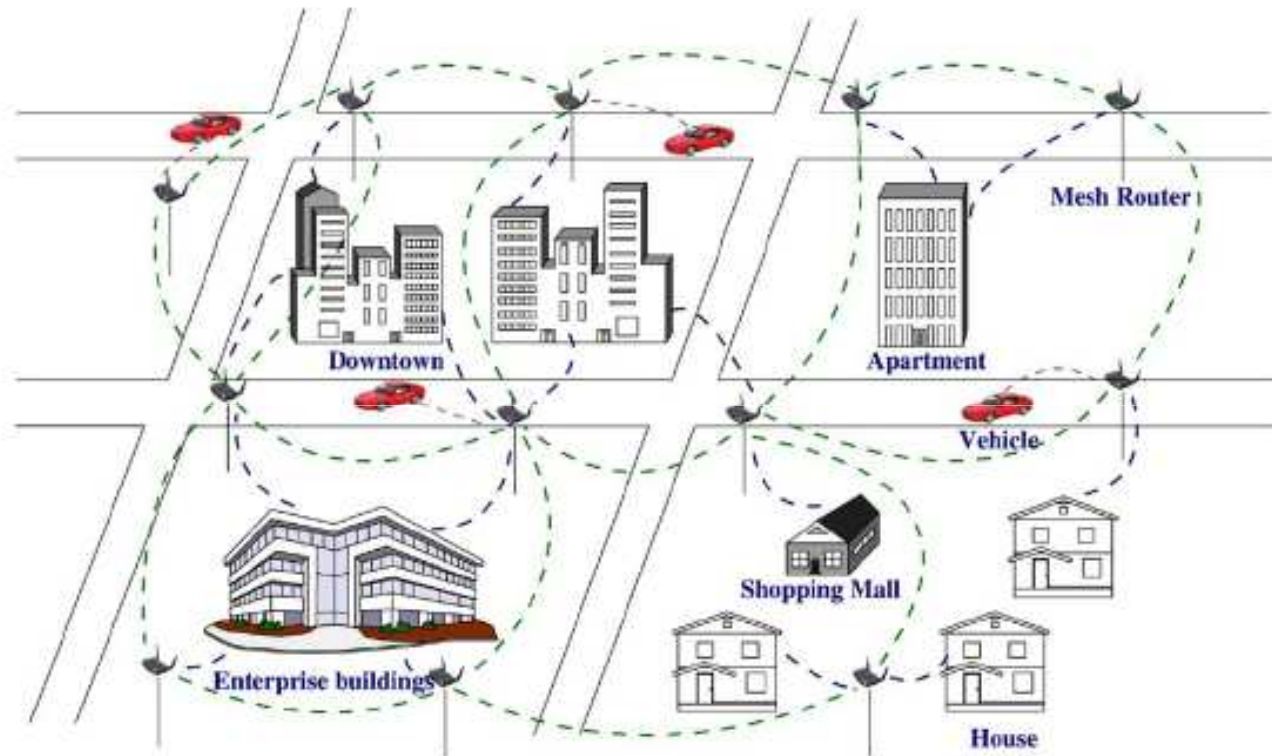 Mesh Router
Downtown
Apartment
Vehicle
Shopping Mall
Enterprise buildings
House